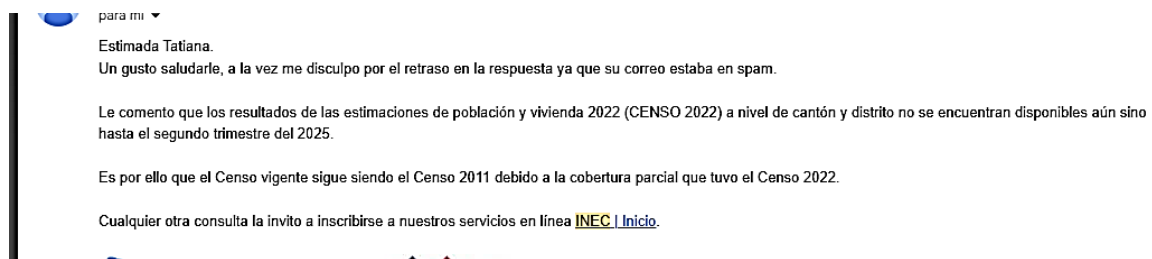 para mí
Estimada Tatiana.
Un gusto saludarle, a la vez me disculpo por el retraso en la respuesta ya que su correo estaba en spam.
Le comento que los resultados de las estimaciones de población y vivienda 2022 (CENSO 2022) a nivel de cantón y distrito no se encuentran disponibles aún sino
hasta el segundo trimestre del 2025.
Es por ello que el Censo vigente sigue siendo el Censo 2011 debido a la cobertura parcial que tuvo el Censo 2022.
Cualquier otra consulta la invito a inscribirse a nuestros servicios en línea INEC | Inicio.